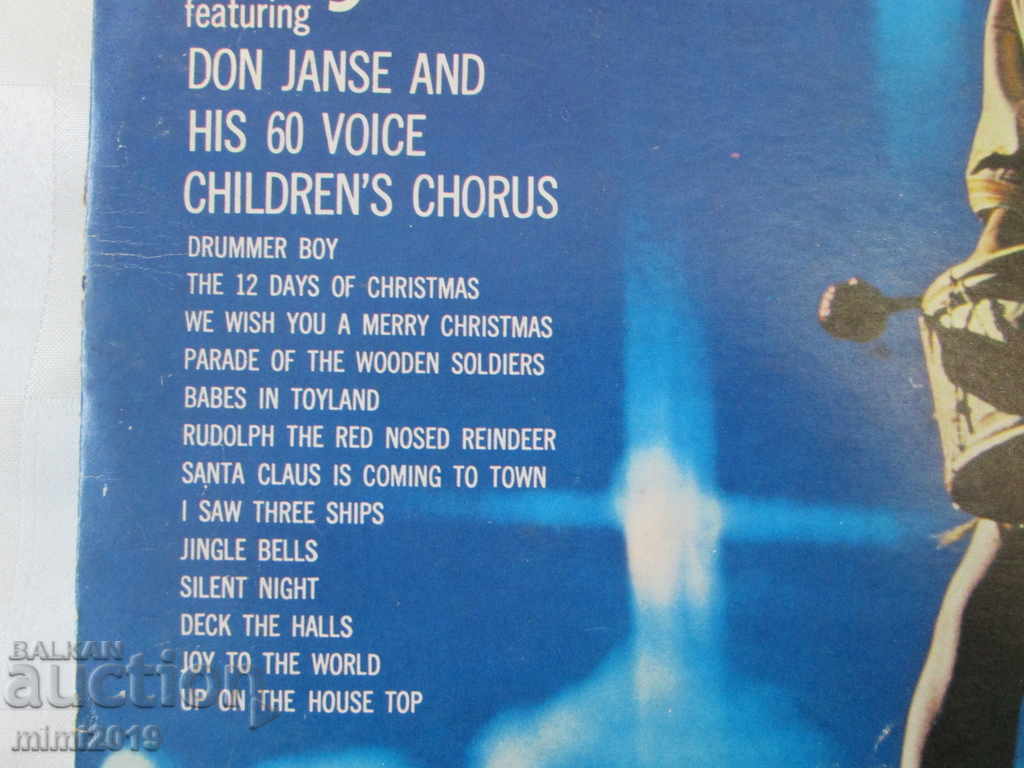 featuring
DON JANSE AND
HIS 60 VOICE
CHILDREN'S CHORUS
DRUMMER BOY
THE 12 DAYS OF CHRISTMAS
WE WISH YOU A MERRY CHRISTMAS
PARADE OF THE WOODEN SOLDIERS
BABES IN TOYLAND
RUDOLPH THE RED NOSED REINDEER
SANTA CLAUS IS COMING TO TOWN
I SAW THREE SHIPS
JINGLE BELLS
SILENT NIGHT
DECK THE HALLS
JOY TO THE WORLD
UP ON THE HOUSE TOP
BALKAN
auction
mimi2019